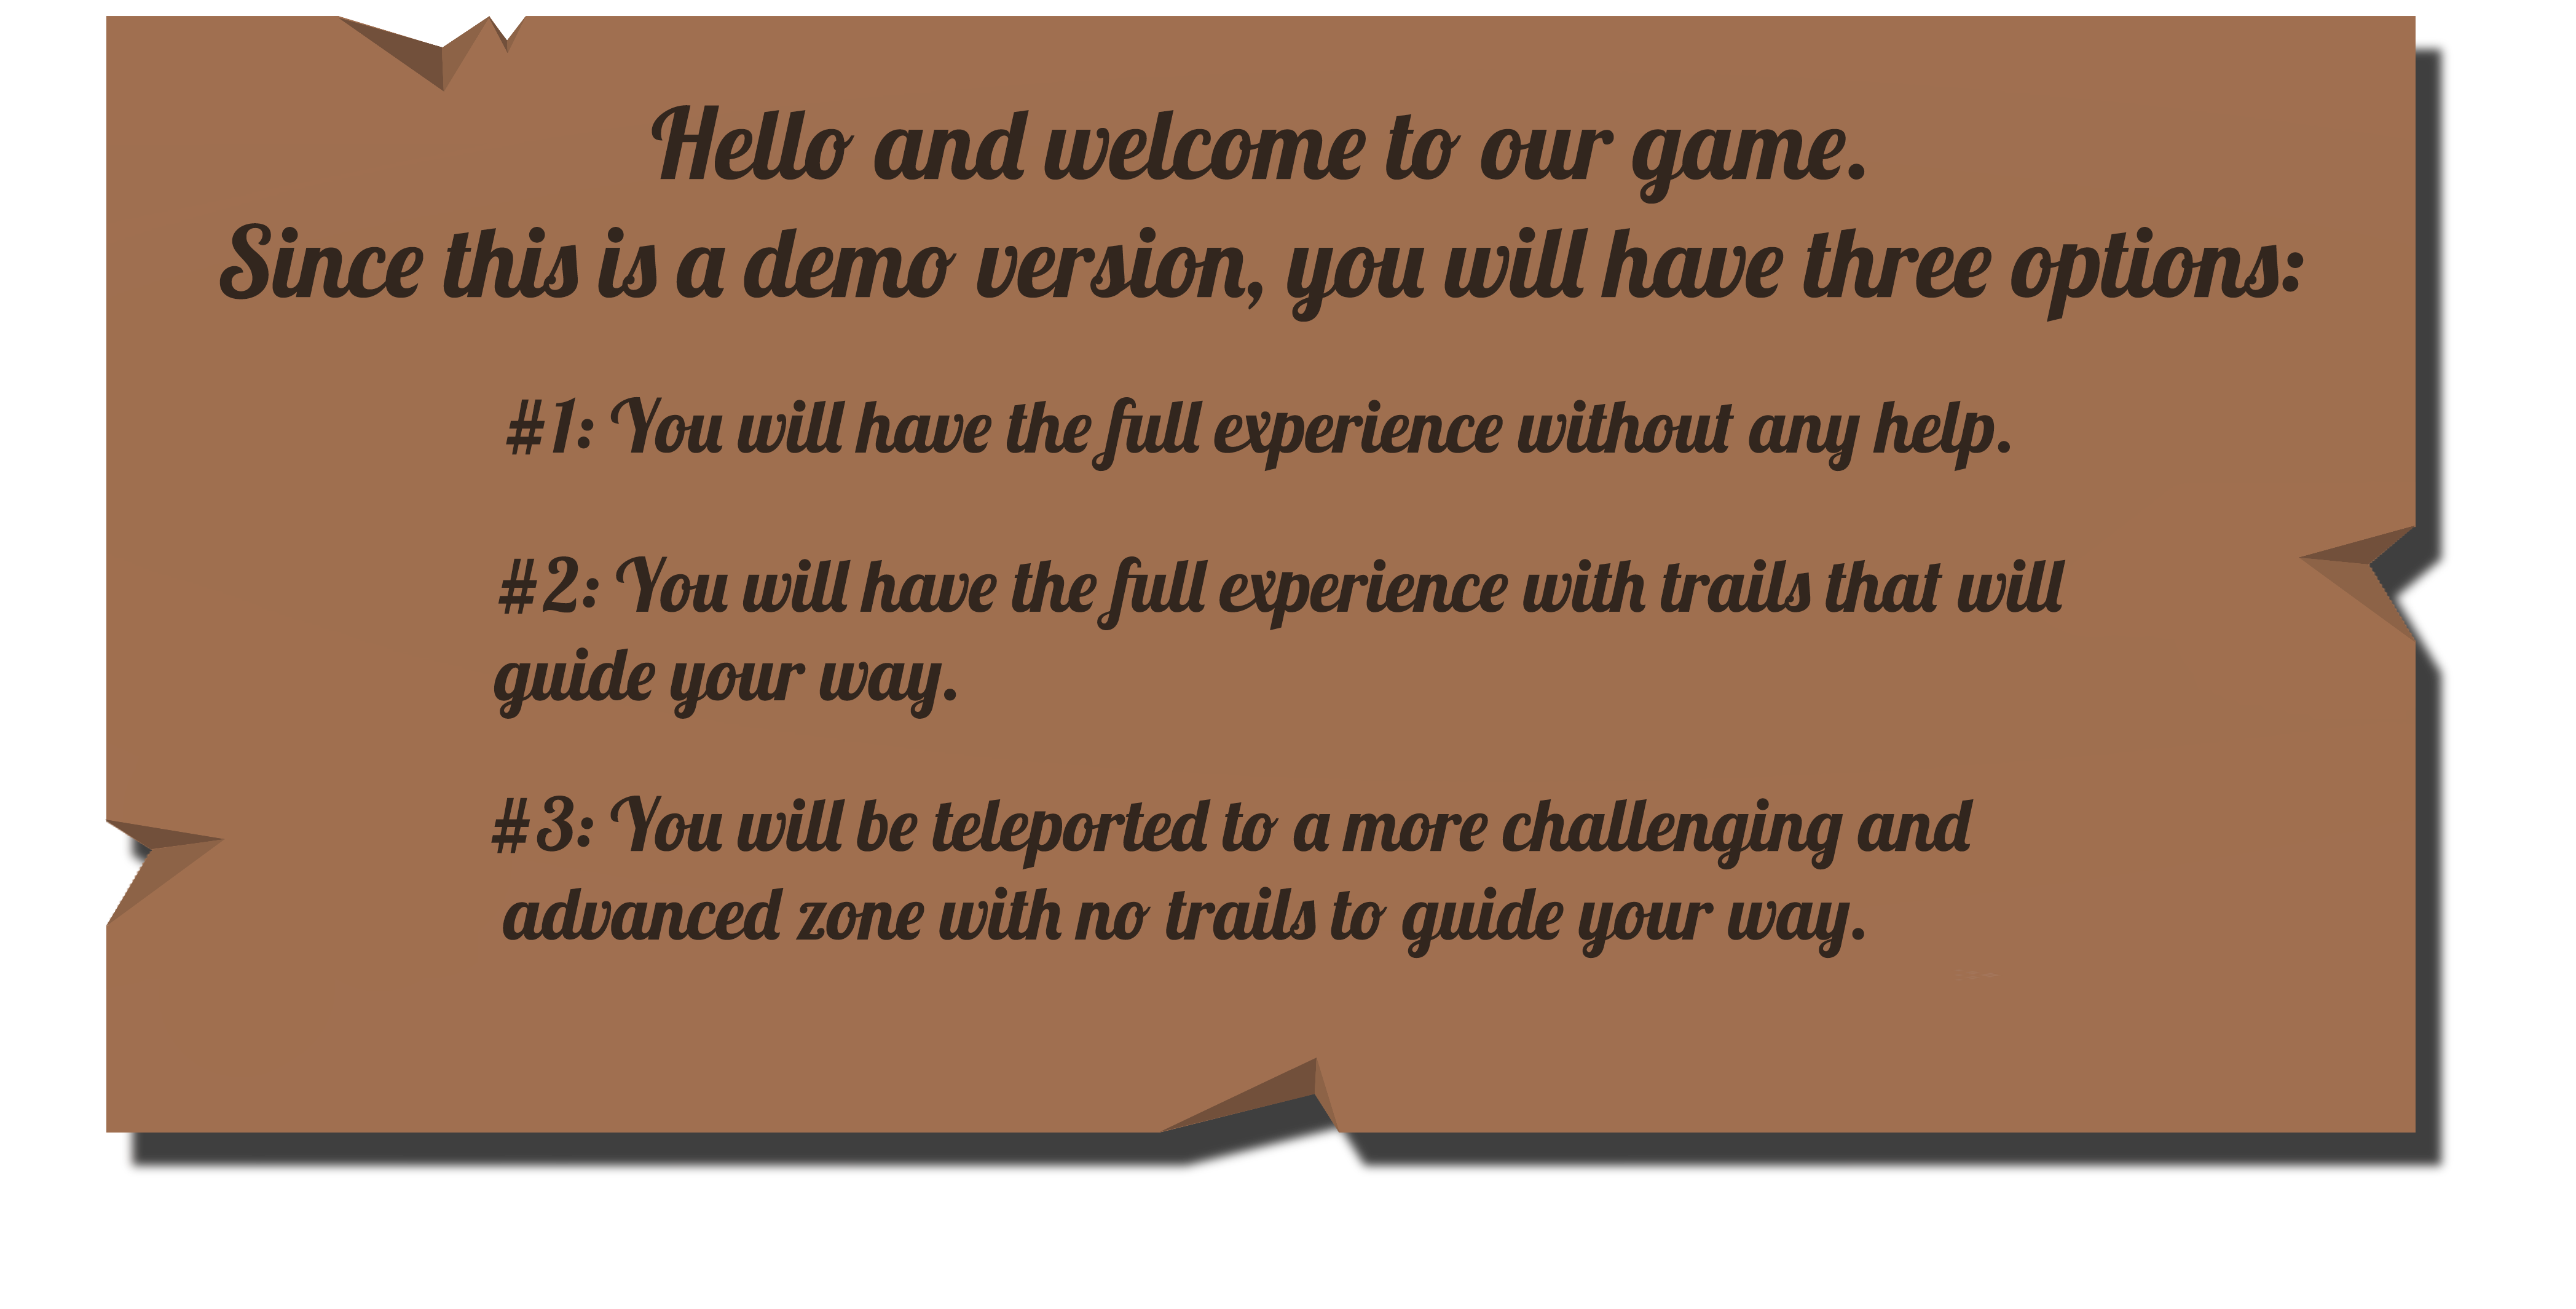 Hello and welcome to our game.
Since this is a demo version, you will have three options:
#1: You will have the full experience without any help.
#2: You will have the full experience with trails that will
guide your way.
#3: You will be teleported to a more challenging and
advanced zone with no trails to guide your way.